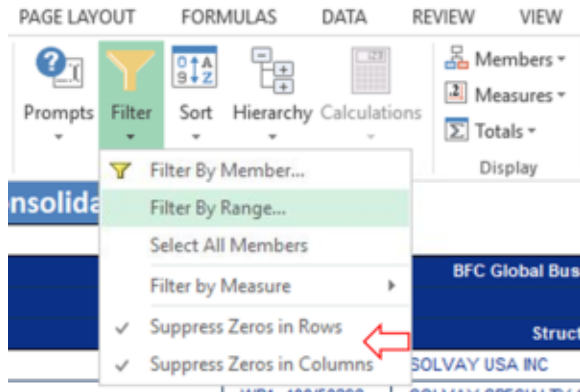 PAGE LAYOUT FORMULAS DATA REVIEW VIEW
Prompts Filter Sort Hierarchy Calculations
Members
Measures
Totals
Display
Filter By Member...
Filter By Range...
Select All Members
Filter by Measure
Suppress Zeros in Rows
Suppress Zeros in Columns
nsolida
BFC Global Bus
Struct
SOLVAY USA INC